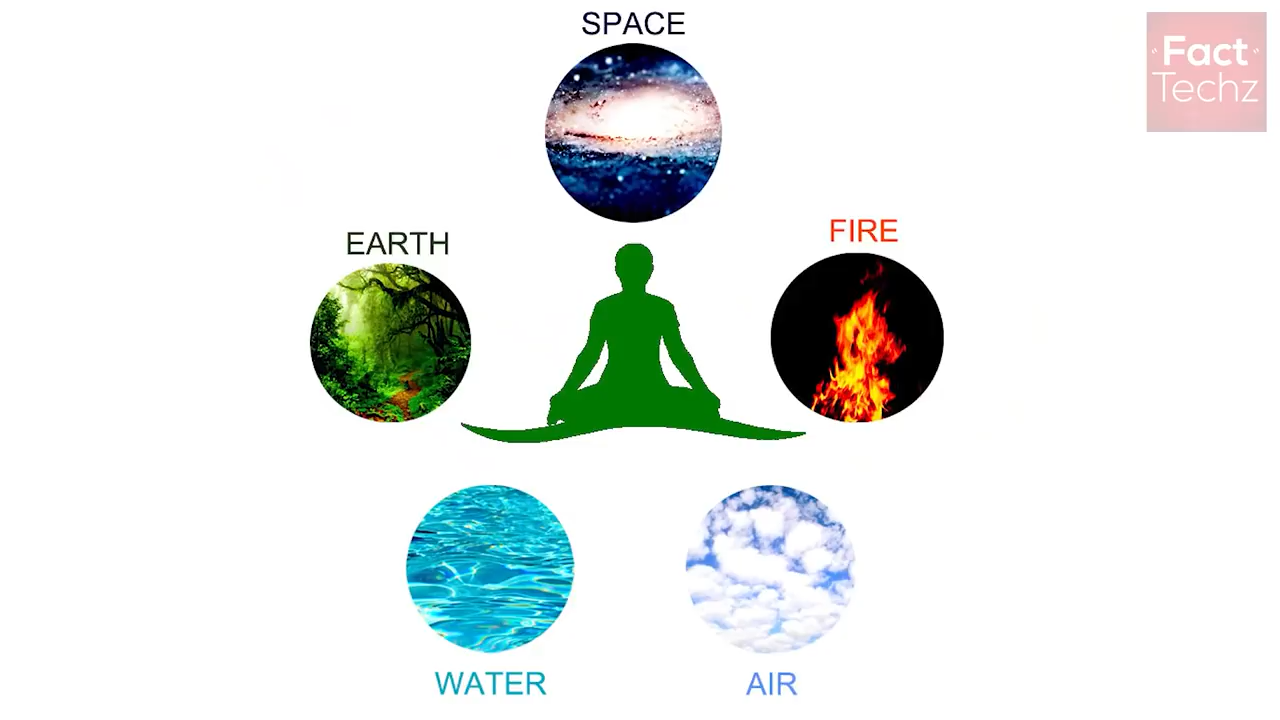 SPACE
" Fact "
Techz
EARTH
FIRE
WATER
AIR